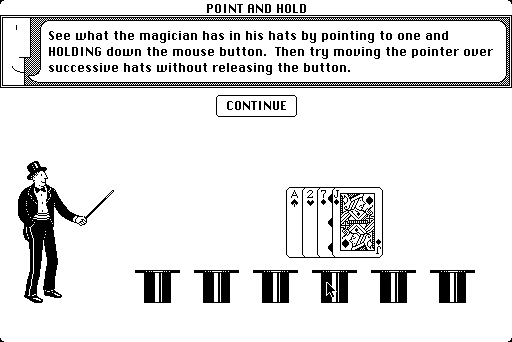 POINT AND HOLD
See what the magician has in his hats by pointing to one and
HOLDING down the mouse button.  Then try moving the pointer over
successive hats without releasing the button.
CONTINUE
A 2 7 J
J